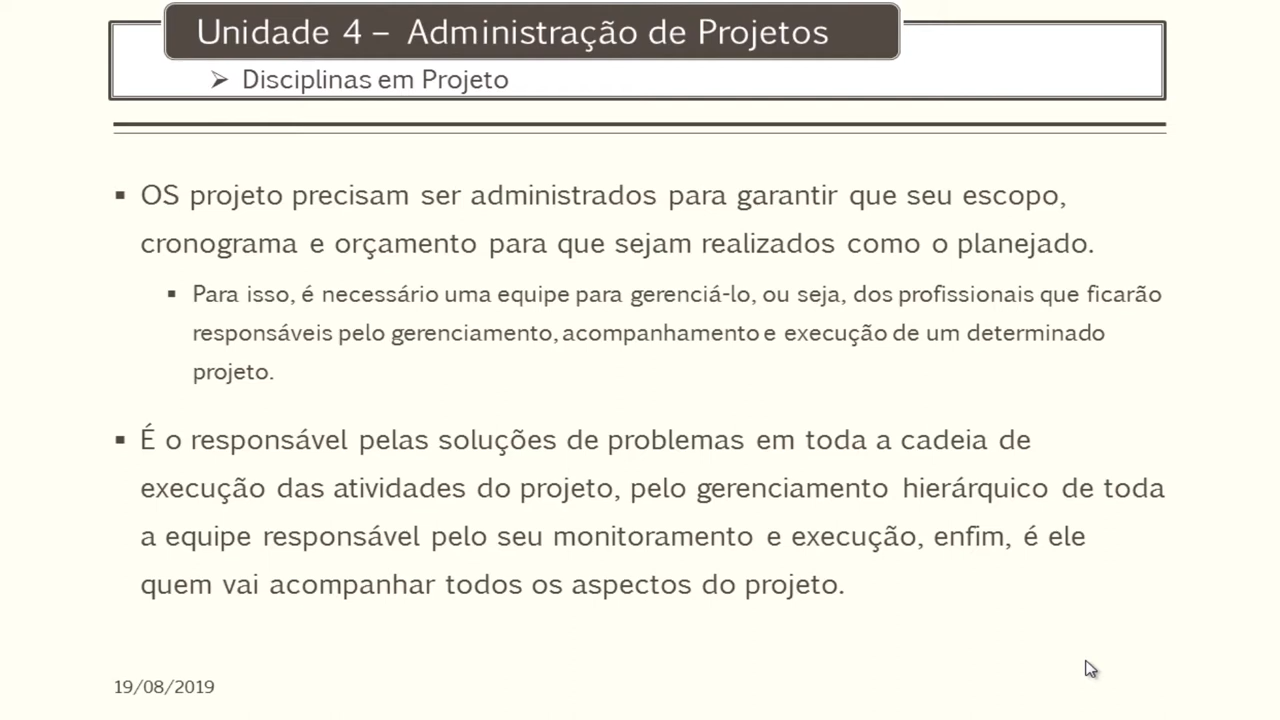 Unidade 4 – Administração de Projetos
➢ Disciplinas em Projeto
▪ OS projeto precisam ser administrados para garantir que seu escopo,
cronograma e orçamento para que sejam realizados como o planejado.
▪ Para isso, é necessário uma equipe para gerenciá-lo, ou seja, dos profissionais que ficarão
responsáveis pelo gerenciamento, acompanhamento e execução de um determinado
projeto.
▪ É o responsável pelas soluções de problemas em toda a cadeia de
execução das atividades do projeto, pelo gerenciamento hierárquico de toda
a equipe responsável pelo seu monitoramento e execução, enfim, é ele
quem vai acompanhar todos os aspectos do projeto.
19/08/2019